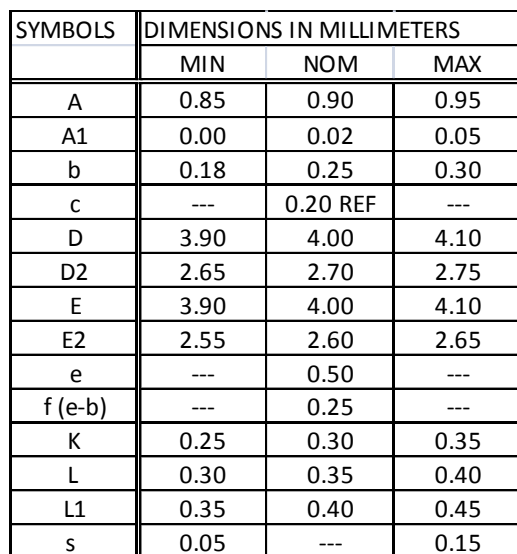 SYMBOLS DIMENSIONS IN MILLIMETERS
MIN NOM MAX
A 0.85 0.90 0.95
A1 0.00 0.02 0.05
b 0.18 0.25 0.30
c --- 0.20 REF ---
D 3.90 4.00 4.10
D2 2.65 2.70 2.75
E 3.90 4.00 4.10
E2 2.55 2.60 2.65
e --- 0.50 ---
f (e-b) --- 0.25 ---
K 0.25 0.30 0.35
L 0.30 0.35 0.40
L1 0.35 0.40 0.45
s 0.05 --- 0.15